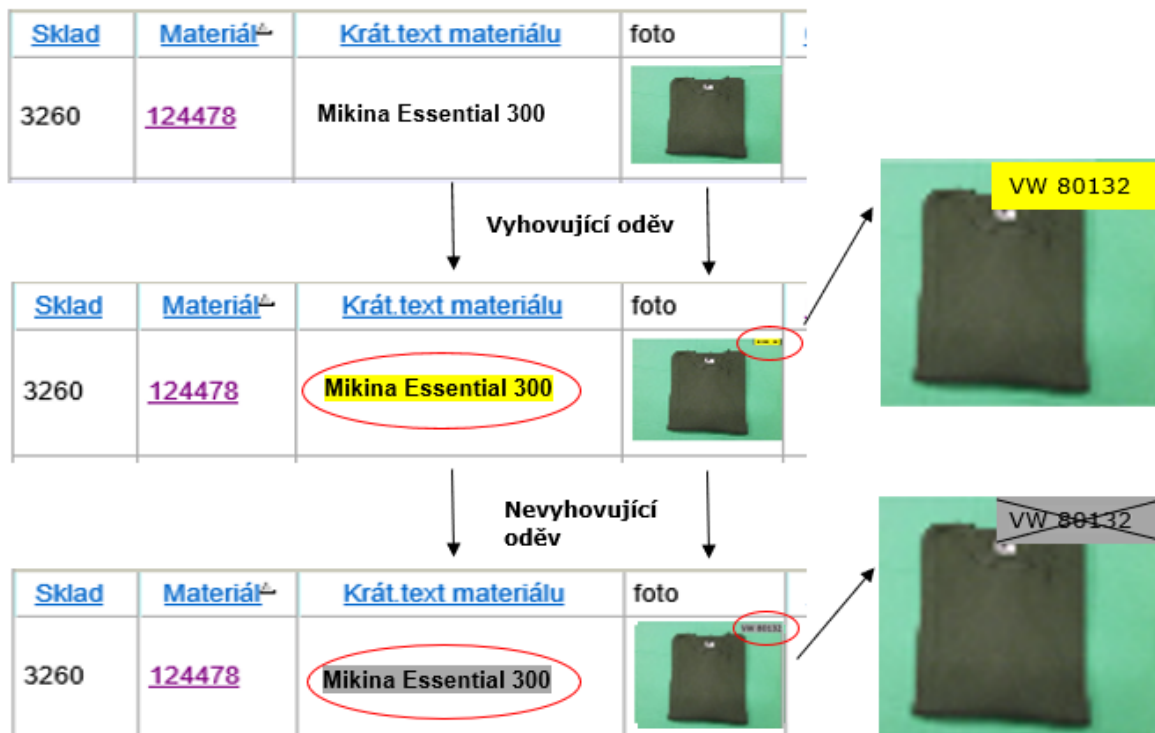 Sklad Materiál Krát.text materiálu foto
3260 124478 Mikina Essential 300
VW 80132
Vyhovující oděv
Sklad Materiál Krát.text materiálu foto
3260 124478 Mikina Essential 300
Nevyhovující
oděv
VW 80132
Sklad Materiál Krát.text materiálu foto
VW 80132
3260 124478 Mikina Essential 300